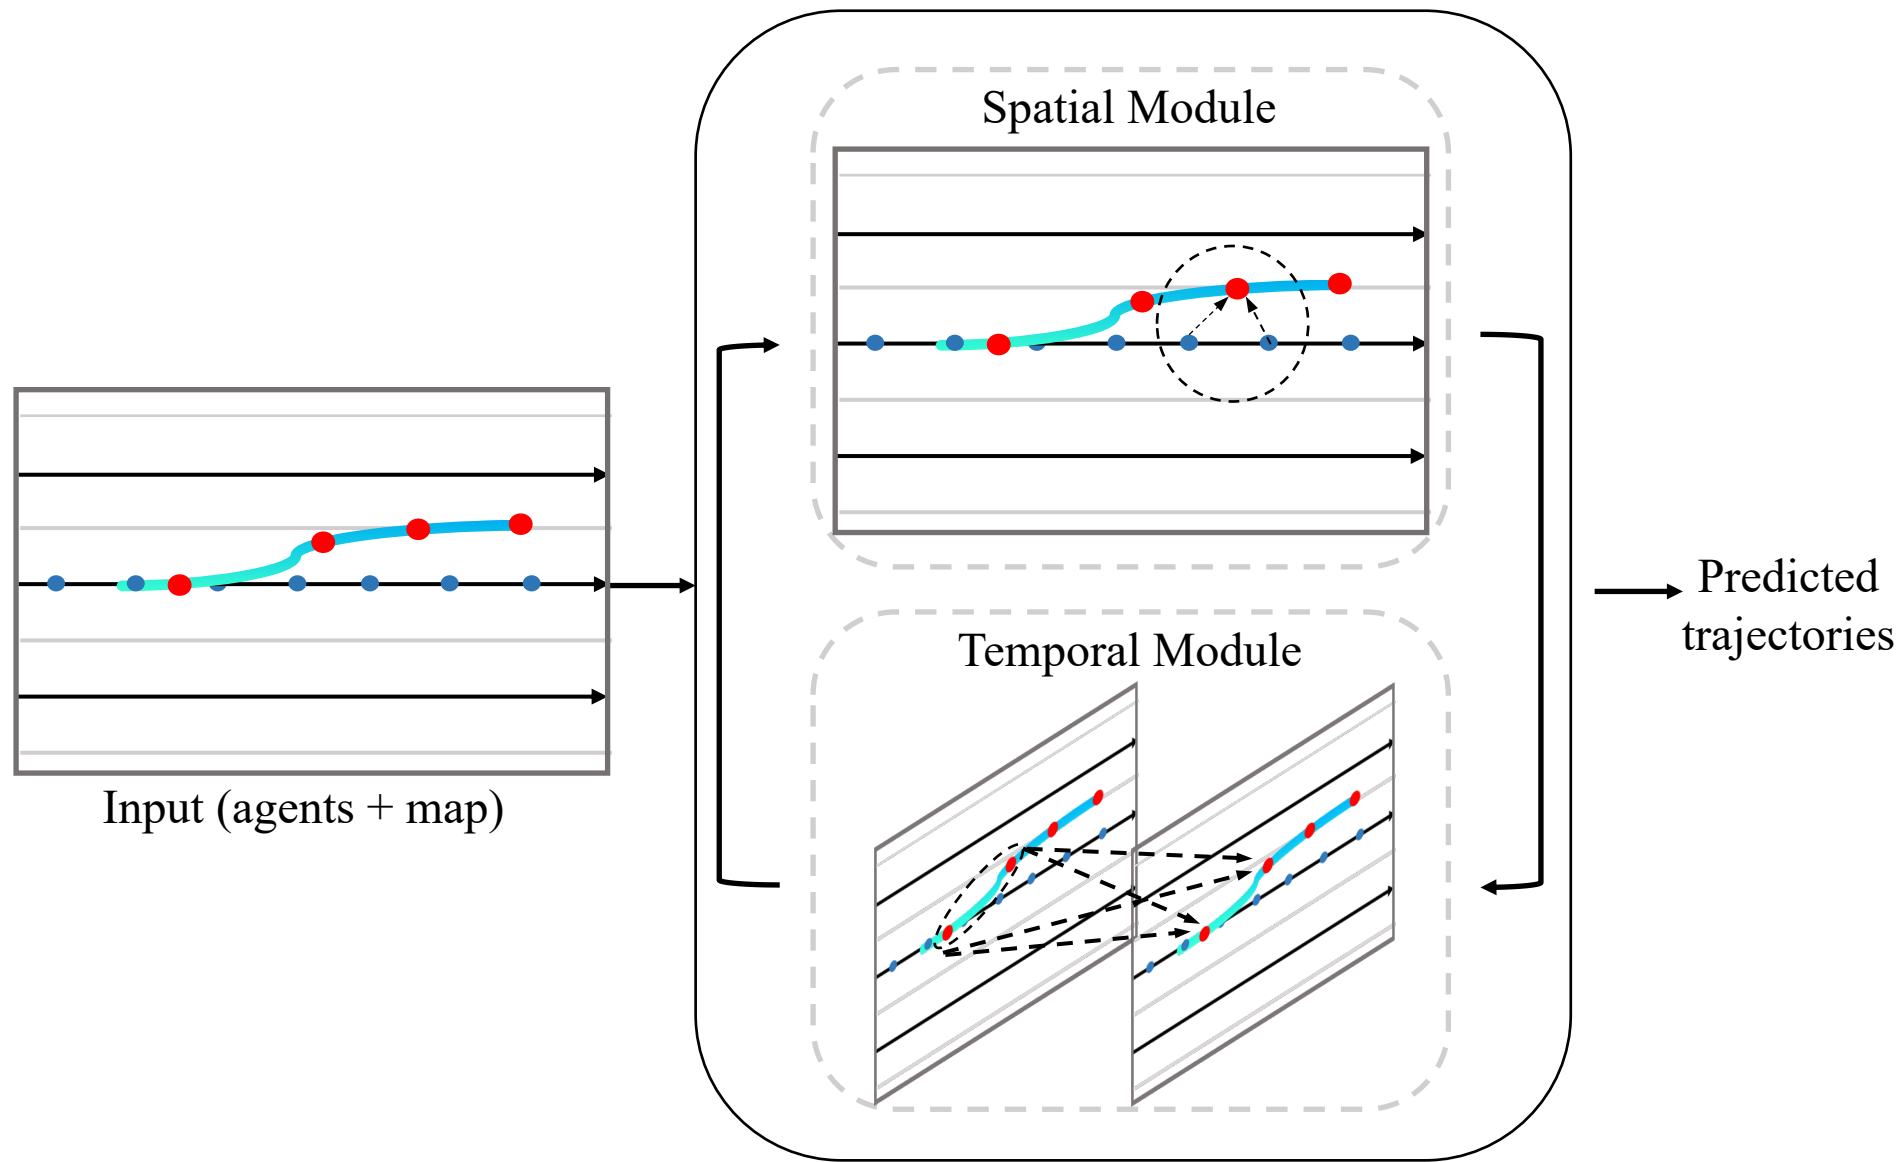 Spatial Module
Input (agents + map)
Temporal Module
Predicted
trajectories